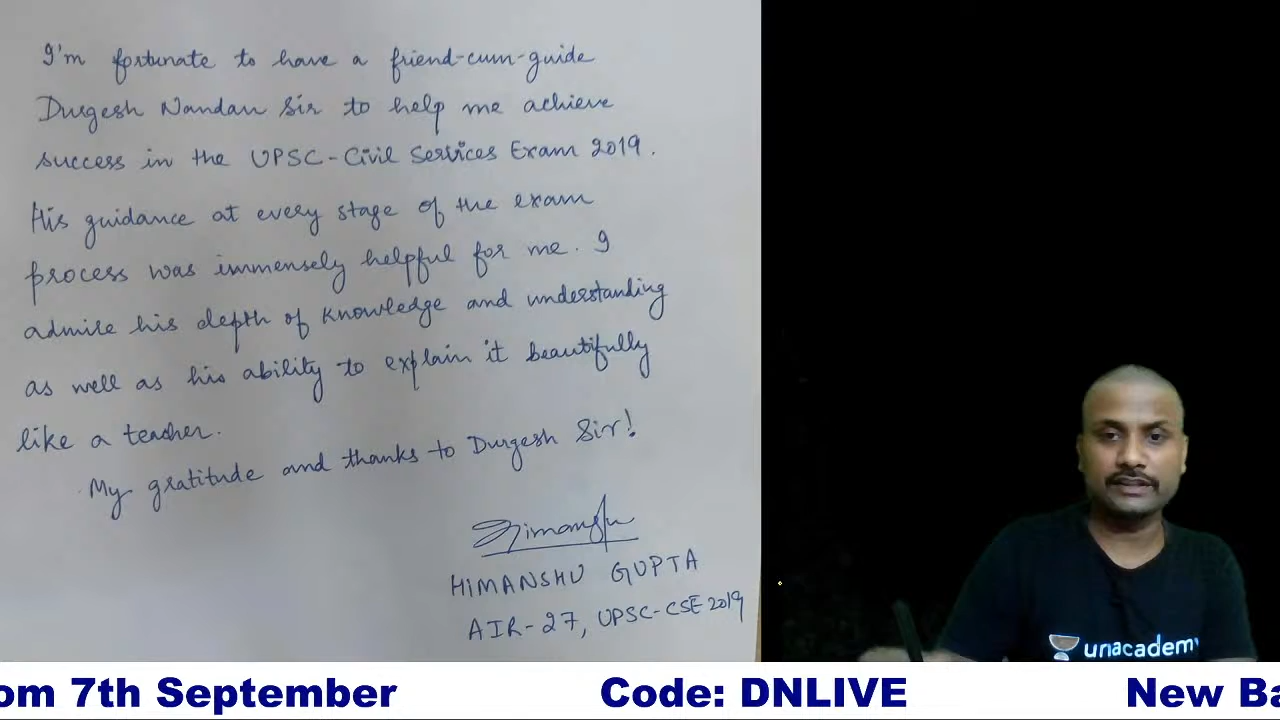 I'm fortunate to have a friend-cum-guide
Durgesh Nandan Sir to help me achieve
success in the UPSC-Civil Services Exam 2019.
His guidance at every stage of the exam
process was immensely helpful for me. I
admire his depth of knowledge and understanding
as well as his ability to explain it beautifully
like a teacher.
My gratitude and thanks to Durgesh Sir!
Himanshu
HIMANSHU GUPTA
AIR-27, UPSC-CSE 2019
unacademy
om 7th September Code: DNLIVE New Ba